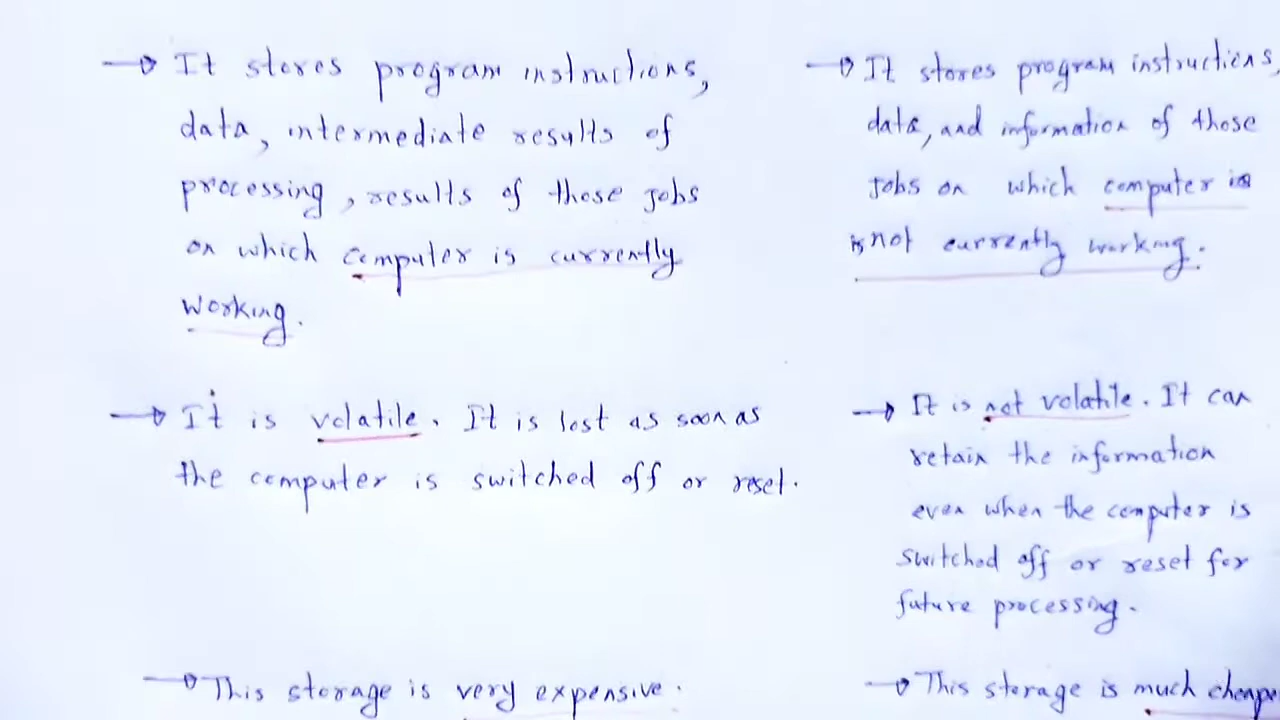 → It stores program instructions,
data, intermediate results of
processing, results of those jobs
on which computer is currently
working.
→ It is volatile. It is lost as soon as
the computer is switched off or reset.
→ This storage is very expensive.
→ It stores program instructions,
data, and information of those
jobs on which computer is
is not currently working.
→ It is not volatile. It can
retain the information
even when the computer is
switched off or reset for
future processing.
→ This storage is much cheape